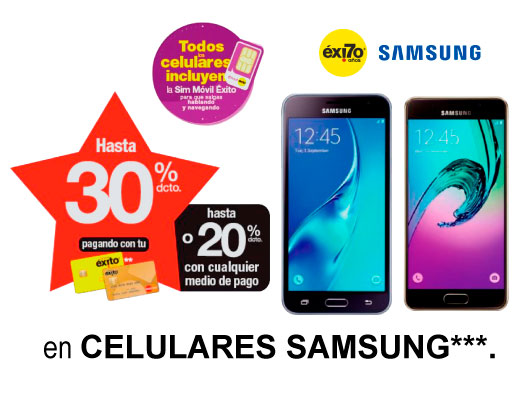 Todos
los
celulares
incluyen
la Sim Móvil Éxito
para que salgas
hablando
y navegando
éxi70
años
SAMSUNG
Hasta
30% dcto.
pagando con tu
éxito
éxito
**
hasta
o 20% dcto.
con cualquier
medio de pago
SAMSUNG
12:45
SAMSUNG
12:45
en CELULARES SAMSUNG***.